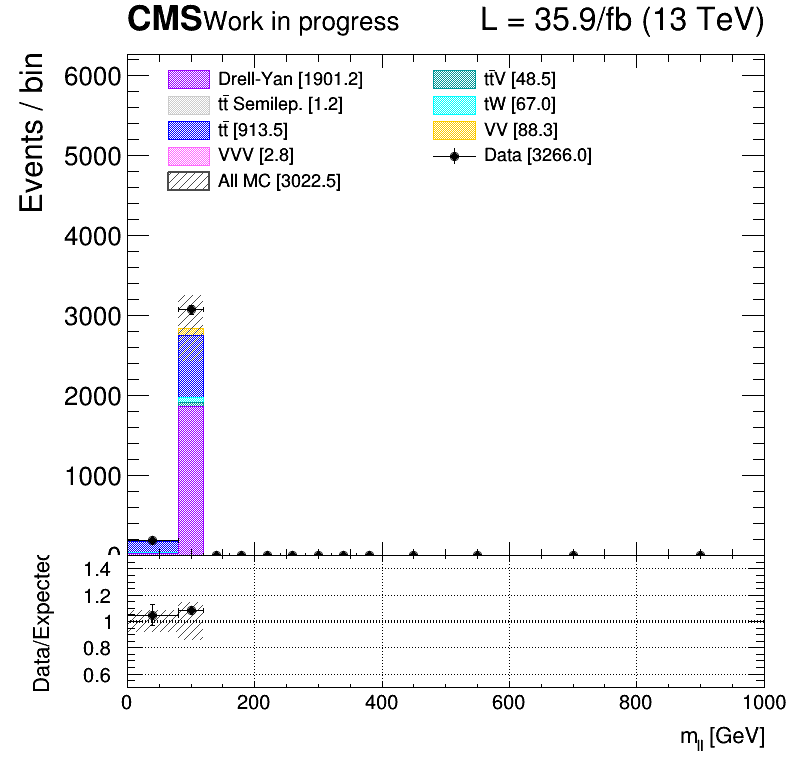 CMS Work in progress L = 35.9/fb (13 TeV)
Events / bin
6000
5000
4000
3000
2000
1000
0
Drell-Yan [1901.2]
tt̄ Semilep. [1.2]
tt̄ [913.5]
VVV [2.8]
All MC [3022.5]
tt̄V [48.5]
tW [67.0]
VV [88.3]
Data [3266.0]
Data/Expected
1.4
1.2
1
0.8
0.6
0 200 400 600 800 1000
m_ll [GeV]